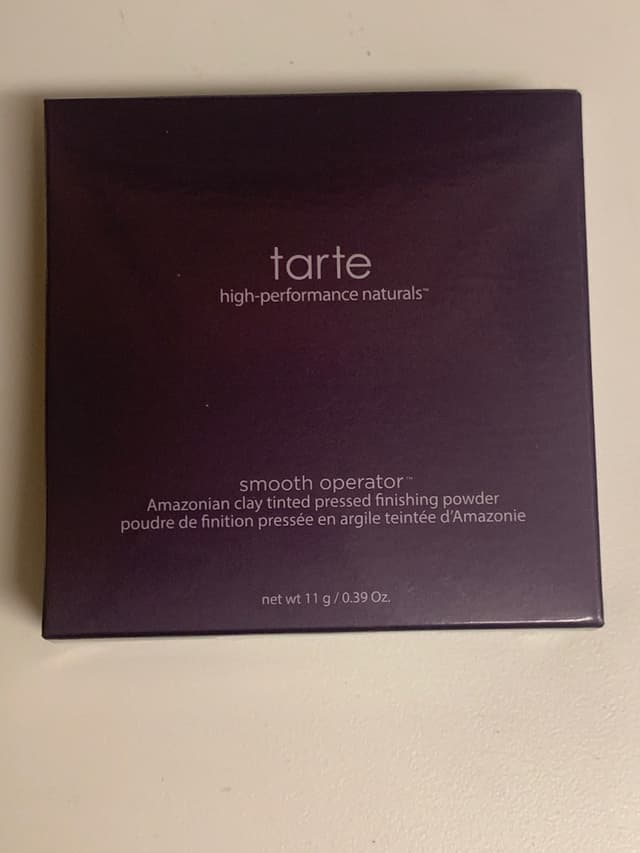 tarte
high-performance naturals™
smooth operator™
Amazonian clay tinted pressed finishing powder
poudre de finition pressée en argile teintée d'Amazonie
net wt 11 g / 0.39 Oz.